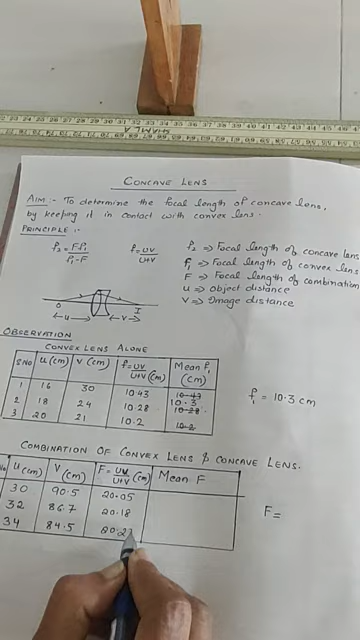 CONCAVE LENS
AIM :- To determine the focal length of concave lens,
by keeping it in contact with convex lens.
PRINCIPLE :-
f₂ = Ff₁/f₁-F f = uv/u+v
f₂ => Focal length of concave lens
f₁ => Focal length of convex lens
F => Focal length of combination
u => Object distance
v => Image distance
O I
u v
OBSERVATION
CONVEX LENS ALONE
S.NO u (cm) v (cm) f = uv/u+v (cm) Mean f₁ (cm)
1 16 30 10.43 10.43
2 18 24 10.28 10.3 10.28
3 20 21 10.2 10.2
f₁ = 10.3 cm
COMBINATION OF CONVEX LENS & CONCAVE LENS.
No u (cm) v (cm) F = uv/u+v (cm) Mean F
30 90.5 20.05
32 86.7 20.18
34 84.5
F =